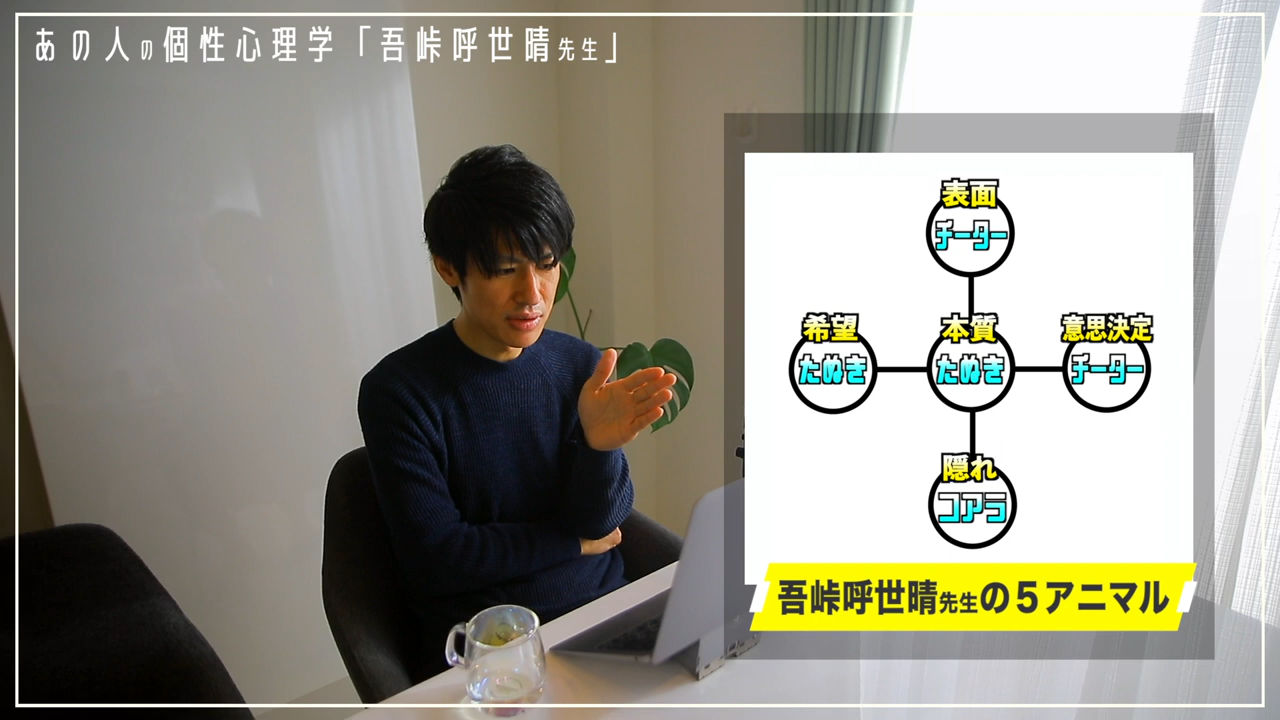 あの人の個性心理学「吾峠呼世晴先生」
表面
チーター
希望
たぬき
本質
たぬき
意思決定
チーター
隠れ
コアラ
吾峠呼世晴先生の5アニマル